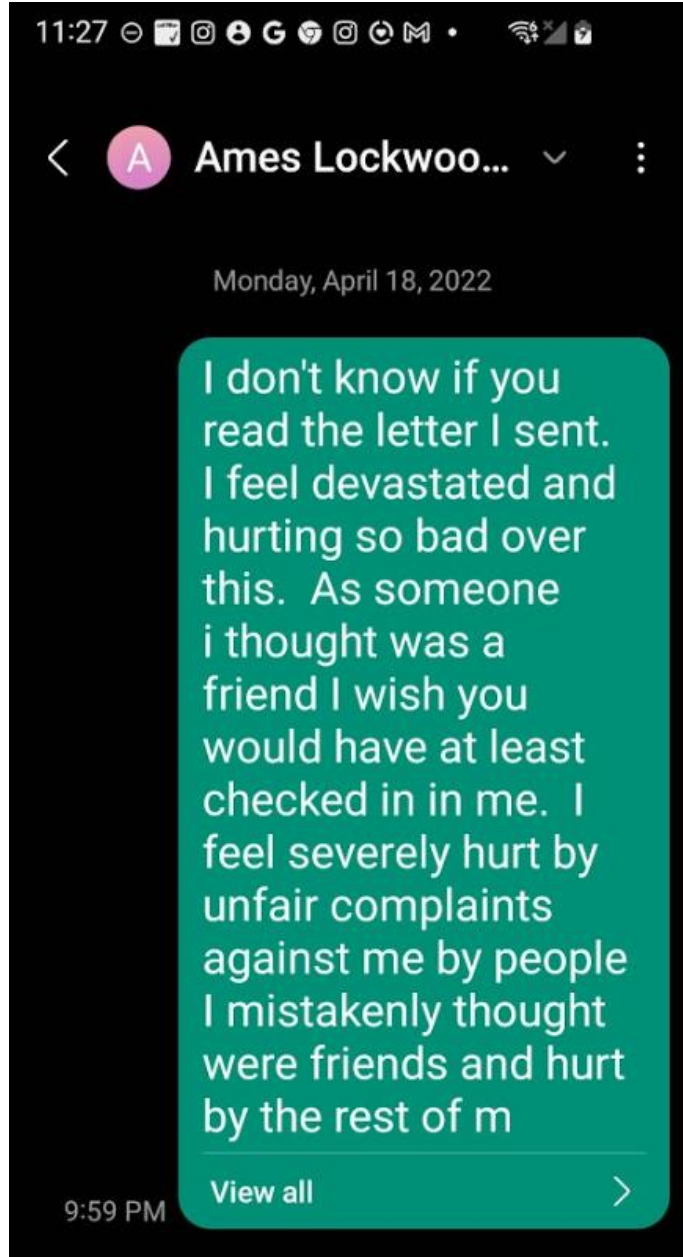 11:27
A Ames Lockwoo...
Monday, April 18, 2022
I don't know if you
read the letter I sent.
I feel devastated and
hurting so bad over
this.  As someone
i thought was a
friend I wish you
would have at least
checked in in me.  I
feel severely hurt by
unfair complaints
against me by people
I mistakenly thought
were friends and hurt
by the rest of m
View all
9:59 PM